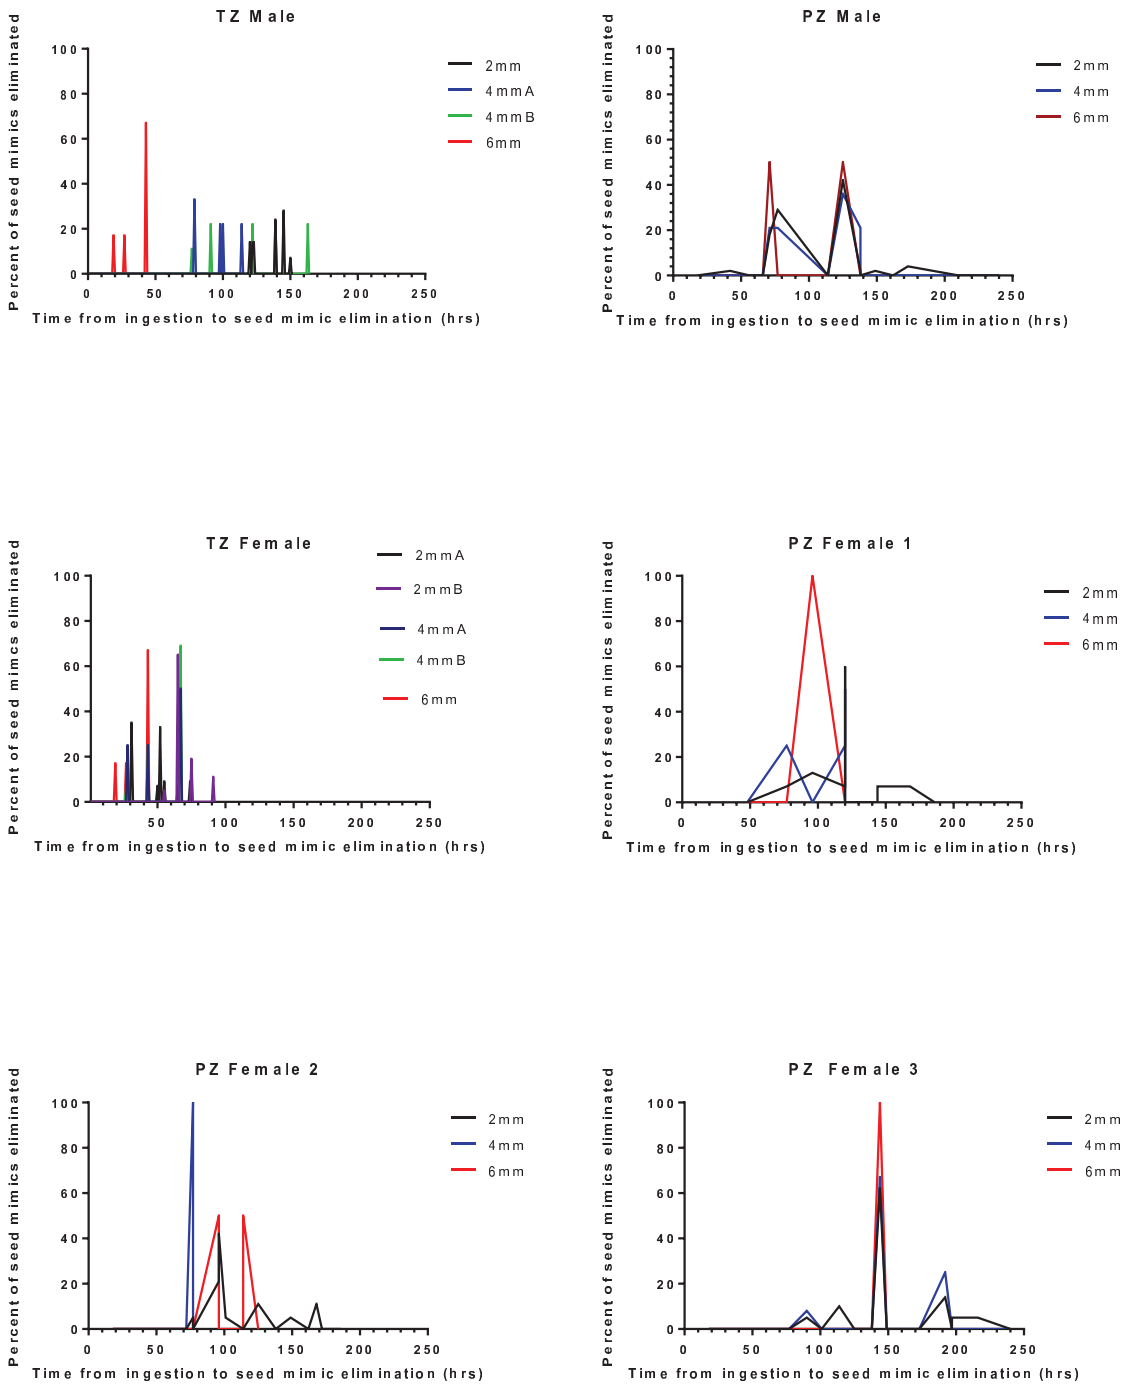 TZ Male
Percent of seed mimics eliminated
100
80
60
40
20
0
0 50 100 150 200 250
Time from ingestion to seed mimic elimination (hrs)
2mm
4mmA
4mmB
6mm
PZ Male
Percent of seed mimics eliminated
100
80
60
40
20
0
0 50 100 150 200 250
Time from ingestion to seed mimic elimination (hrs)
2mm
4mm
6mm
TZ Female
Percent of seed mimcs eliminated
100
80
60
40
20
0
50 100 150 200 250
Time from ingestion to seed mimic elimination (hrs)
2mmA
2mmB
4mmA
4mmB
6mm
PZ Female 1
Percent of seed mimics eliminated
100
80
60
40
20
0
0 50 100 150 200 250
Time from ingestion to seed mimic elimination (hrs)
2mm
4mm
6mm
PZ Female 2
Percent of seed mimics eliminated
100
80
60
40
20
0
0 50 100 150 200 250
Time from ingestion to seed mimic elimination (hrs)
2mm
4mm
6mm
PZ Female 3
Percent of seed mimics eliminated
100
80
60
40
20
0
0 50 100 150 200 250
Time from ingestion to seed mimic elimination (hrs)
2mm
4mm
6mm